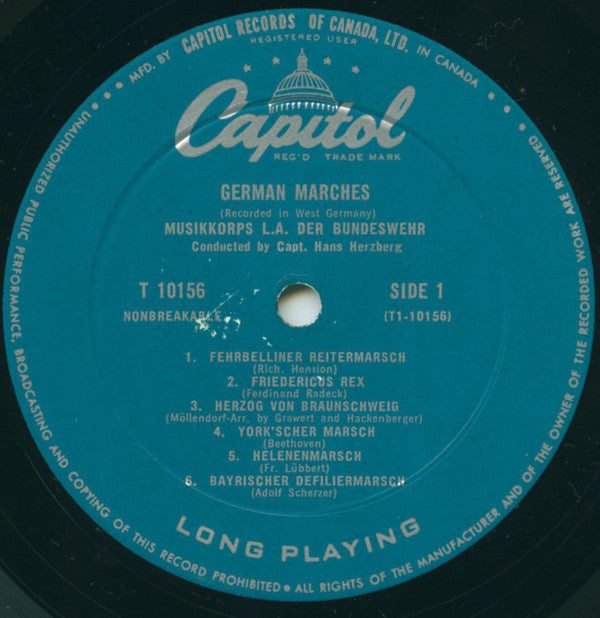 MFD. BY CAPITOL RECORDS OF CANADA, LTD. IN CANADA
REGISTERED USER
Capitol
REG'D TRADE MARK
GERMAN MARCHES
(Recorded in West Germany)
MUSIKKORPS L.A. DER BUNDESWEHR
Conducted by Capt. Hans Herzberg
T 10156
SIDE 1
NONBREAKABLE
(T1-10156)
1. FEHRBELLINER REITERMARSCH
(Rich. Henrion)
2. FRIEDERICUS REX
(Ferdinand Radeck)
3. HERZOG VON BRAUNSCHWEIG
(Möllendorf-Arr. by Grawert and Hackenberger)
4. YORK'SCHER MARSCH
(Beethoven)
5. HELENENMARSCH
(Fr. Lübbert)
6. BAYRISCHER DEFILIERMARSCH
(Adolf Scherzer)
LONG PLAYING
UNAUTHORIZED PUBLIC PERFORMANCE, BROADCASTING AND COPYING OF THIS RECORD PROHIBITED • ALL RIGHTS OF THE MANUFACTURER AND OF THE OWNER OF THE RECORDED WORK ARE RESERVED